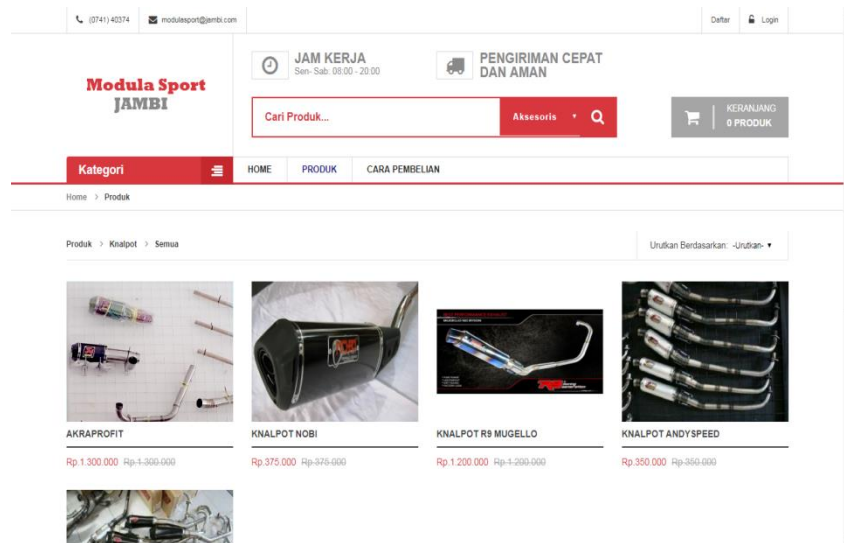 (0741) 40374
modulasport@jambi.com
Daftar
Login
Modula Sport
JAMBI
JAM KERJA
Sen- Sab: 08:00 - 20:00
PENGIRIMAN CEPAT
DAN AMAN
Cari Produk...
Aksesoris
KERANJANG
0 PRODUK
Kategori
HOME
PRODUK
CARA PEMBELIAN
Home > Produk
Produk > Knalpot > Semua
Urutkan Berdasarkan: -Urutkan-
AKRAPROFIT
KNALPOT NOBI
KNALPOT R9 MUGELLO
KNALPOT ANDYSPEED
Rp.1.300.000 Rp.1.300.000
Rp.375.000 Rp.375.000
Rp.1.200.000 Rp.1.200.000
Rp.350.000 Rp.350.000